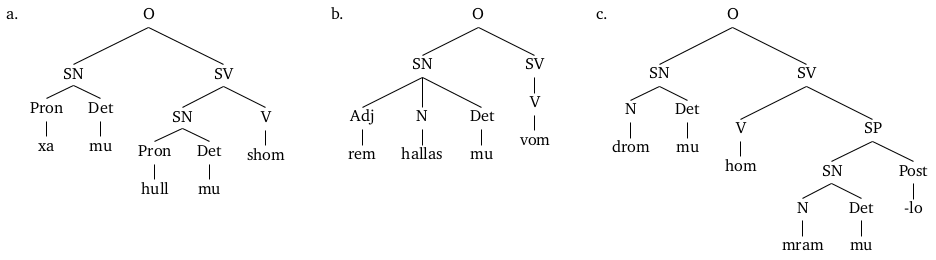 a. O
SN SV
Pron Det SN V
xa mu Pron Det shom
hull mu
b. O
SN SV
Adj N Det V
rem hallas mu vom
c. O
SN SV
N Det V SP
drom mu hom SN Post
N Det -lo
mram mu